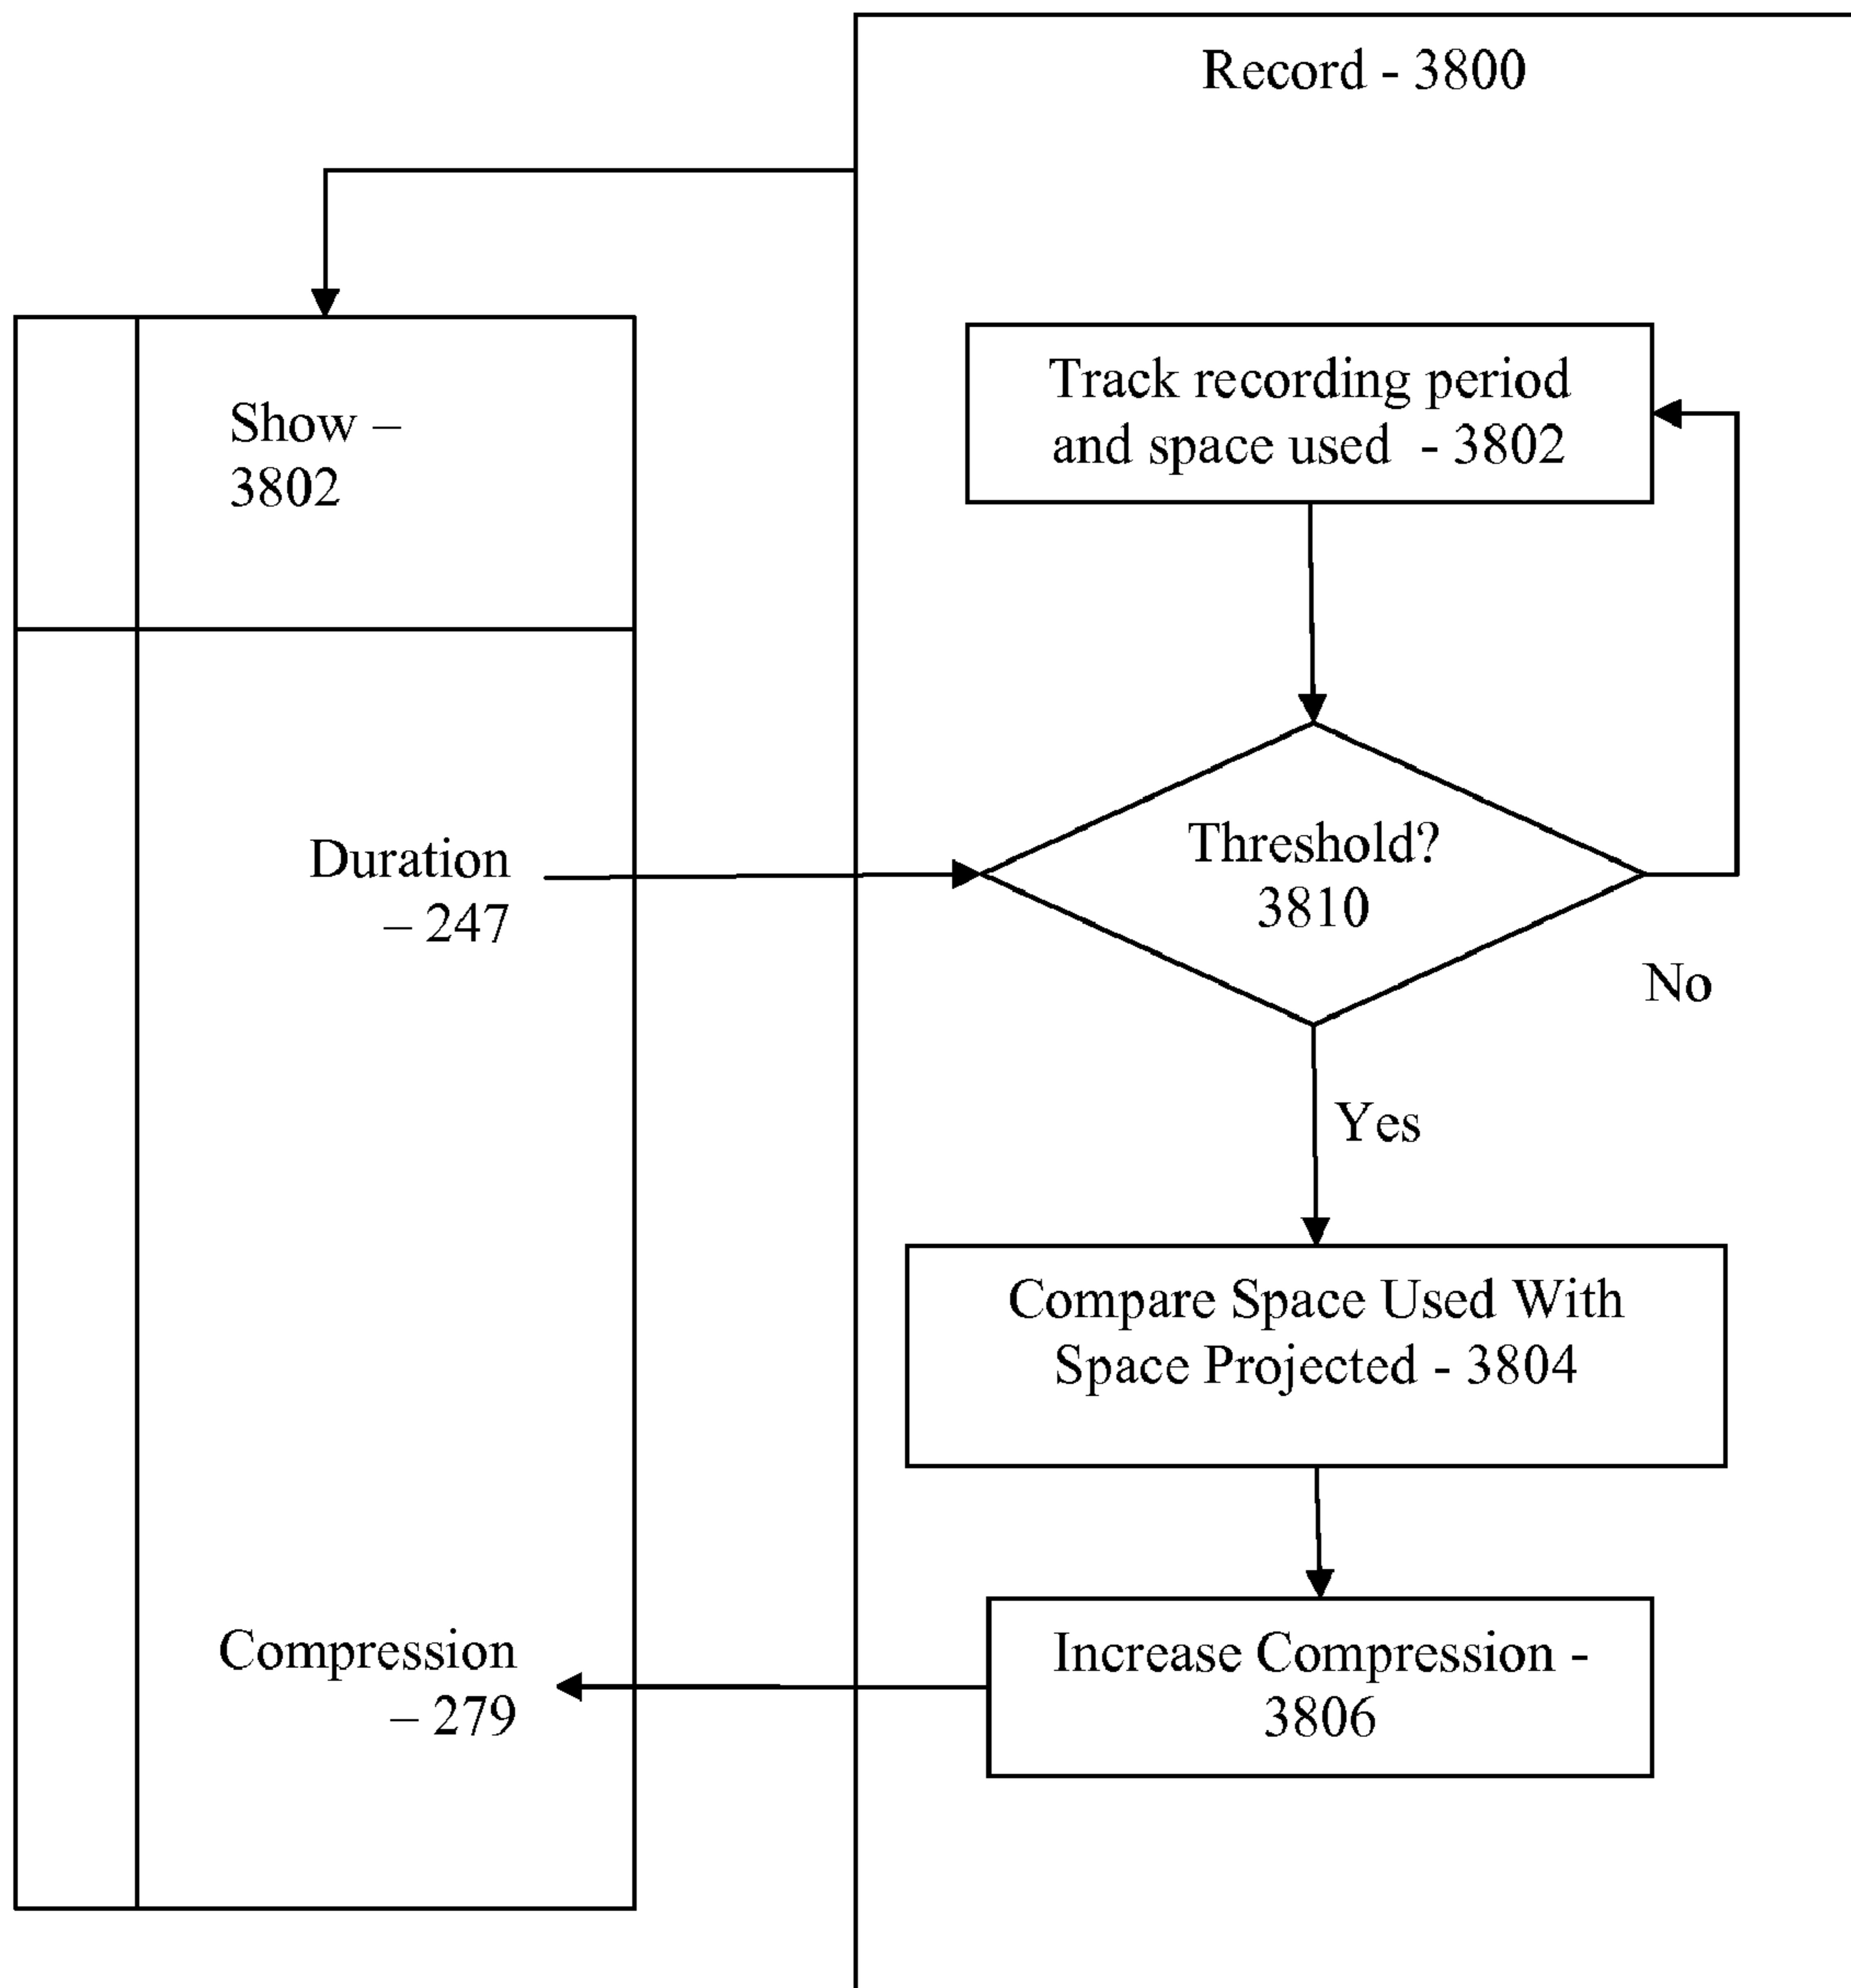 Record - 3800
Show –
3802
Track recording period
and space used - 3802
Duration
– 247
Threshold?
3810
No
Yes
Compare Space Used With
Space Projected - 3804
Compression
– 279
Increase Compression -
3806